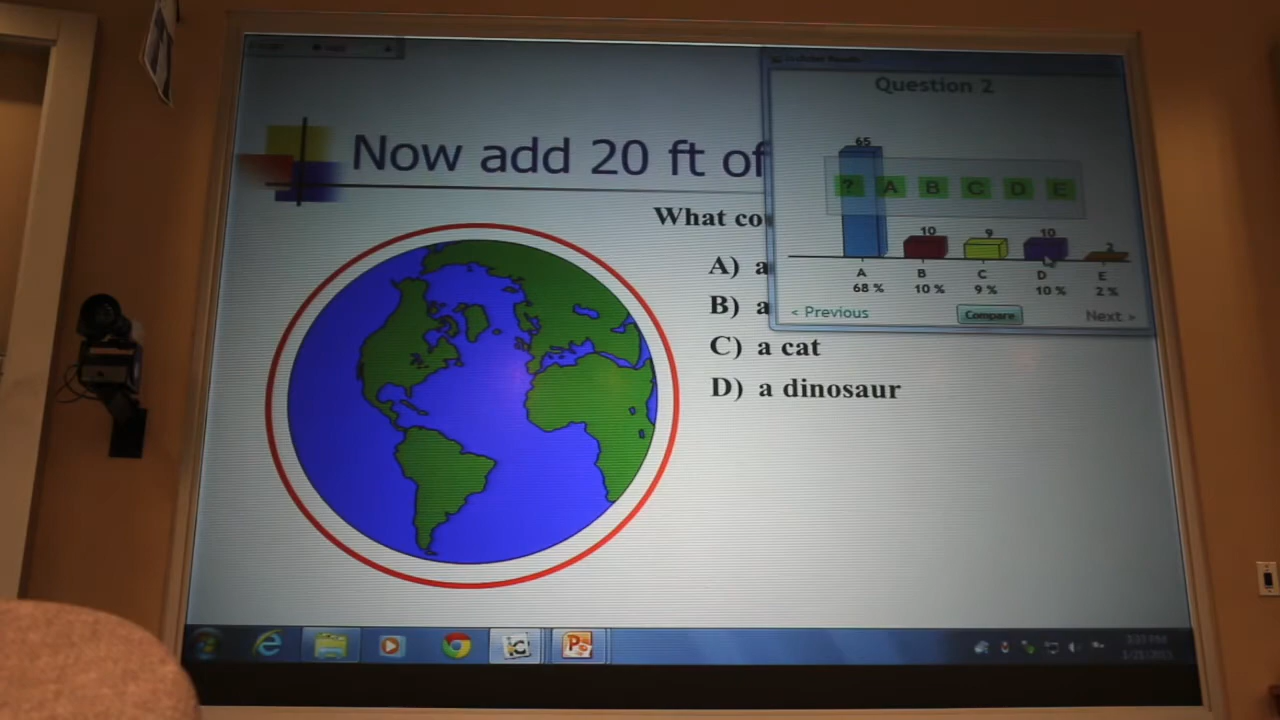 Now add 20 ft of
What co
A) a
B) a
C) a cat
D) a dinosaur
Question 2
65
? A B C D E
10 9 10 2
A B C D E
68 % 10 % 9 % 10 % 2 %
< Previous Compare Next >